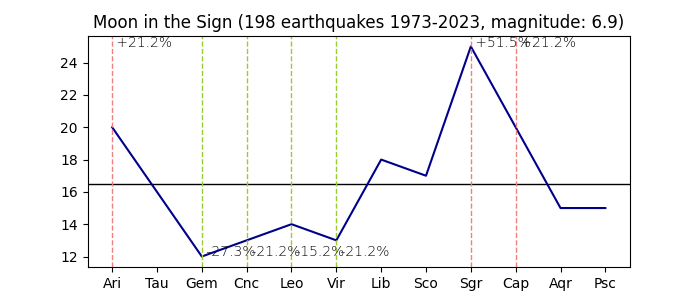 Moon in the Sign (198 earthquakes 1973-2023, magnitude: 6.9)
+21.2% +51.5% +21.2%
24
22
20
18
16
14
12
-27.3% -21.2% -15.2% -21.2%
Ari Tau Gem Cnc Leo Vir Lib Sco Sgr Cap Aqr Psc